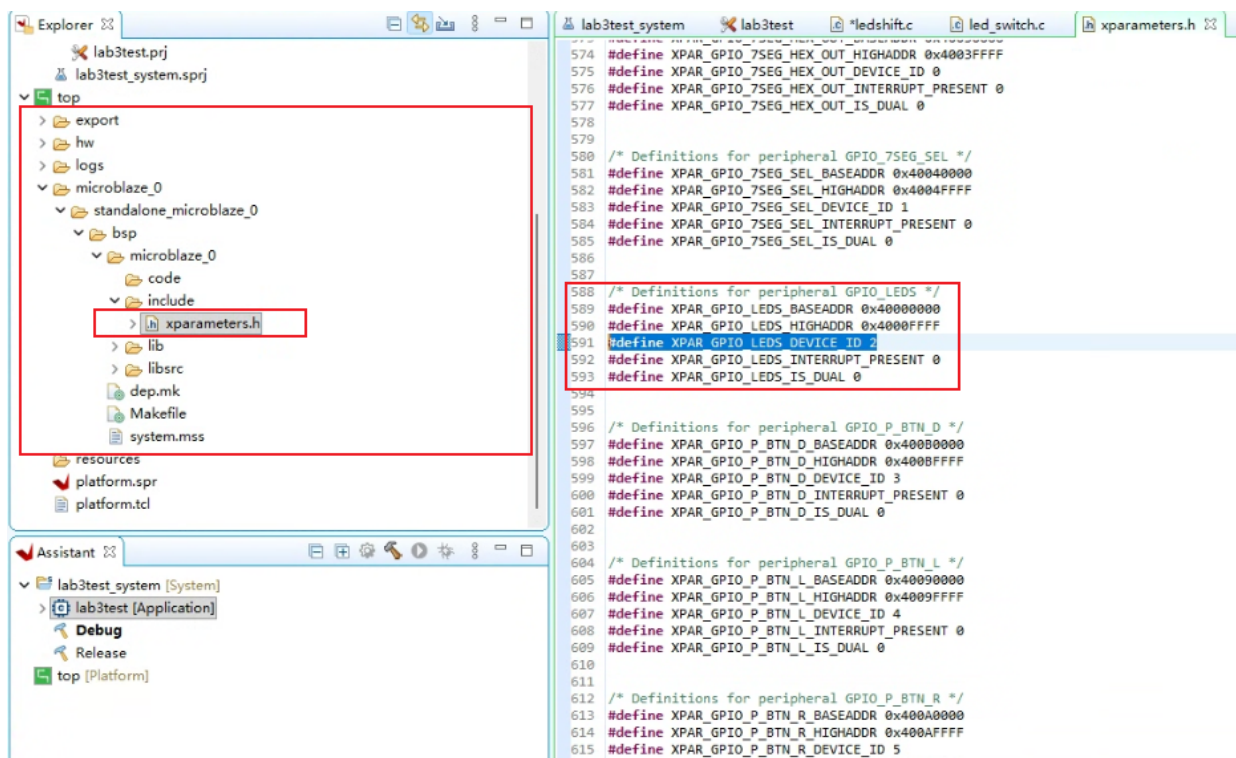 Explorer
lab3test.prj
lab3test_system.sprj
top
export
hw
logs
microblaze_0
standalone_microblaze_0
bsp
microblaze_0
code
include
xparameters.h
lib
libsrc
dep.mk
Makefile
system.mss
resources
platform.spr
platform.tcl
Assistant
lab3test_system [System]
lab3test [Application]
Debug
Release
top [Platform]
lab3test_system lab3test *ledshift.c led_switch.c xparameters.h
574 #define XPAR_GPIO_7SEG_HEX_OUT_HIGHADDR 0x4003FFFF
575 #define XPAR_GPIO_7SEG_HEX_OUT_DEVICE_ID 0
576 #define XPAR_GPIO_7SEG_HEX_OUT_INTERRUPT_PRESENT 0
577 #define XPAR_GPIO_7SEG_HEX_OUT_IS_DUAL 0
578
579
580 /* Definitions for peripheral GPIO_7SEG_SEL */
581 #define XPAR_GPIO_7SEG_SEL_BASEADDR 0x40040000
582 #define XPAR_GPIO_7SEG_SEL_HIGHADDR 0x4004FFFF
583 #define XPAR_GPIO_7SEG_SEL_DEVICE_ID 1
584 #define XPAR_GPIO_7SEG_SEL_INTERRUPT_PRESENT 0
585 #define XPAR_GPIO_7SEG_SEL_IS_DUAL 0
586
587
588 /* Definitions for peripheral GPIO_LEDS */
589 #define XPAR_GPIO_LEDS_BASEADDR 0x40000000
590 #define XPAR_GPIO_LEDS_HIGHADDR 0x4000FFFF
591 #define XPAR_GPIO_LEDS_DEVICE_ID 2
592 #define XPAR_GPIO_LEDS_INTERRUPT_PRESENT 0
593 #define XPAR_GPIO_LEDS_IS_DUAL 0
594
595
596 /* Definitions for peripheral GPIO_P_BTN_D */
597 #define XPAR_GPIO_P_BTN_D_BASEADDR 0x400B0000
598 #define XPAR_GPIO_P_BTN_D_HIGHADDR 0x400BFFFF
599 #define XPAR_GPIO_P_BTN_D_DEVICE_ID 3
600 #define XPAR_GPIO_P_BTN_D_INTERRUPT_PRESENT 0
601 #define XPAR_GPIO_P_BTN_D_IS_DUAL 0
602
603
604 /* Definitions for peripheral GPIO_P_BTN_L */
605 #define XPAR_GPIO_P_BTN_L_BASEADDR 0x40090000
606 #define XPAR_GPIO_P_BTN_L_HIGHADDR 0x4009FFFF
607 #define XPAR_GPIO_P_BTN_L_DEVICE_ID 4
608 #define XPAR_GPIO_P_BTN_L_INTERRUPT_PRESENT 0
609 #define XPAR_GPIO_P_BTN_L_IS_DUAL 0
610
611
612 /* Definitions for peripheral GPIO_P_BTN_R */
613 #define XPAR_GPIO_P_BTN_R_BASEADDR 0x400A0000
614 #define XPAR_GPIO_P_BTN_R_HIGHADDR 0x400AFFFF
615 #define XPAR_GPIO_P_BTN_R_DEVICE_ID 5